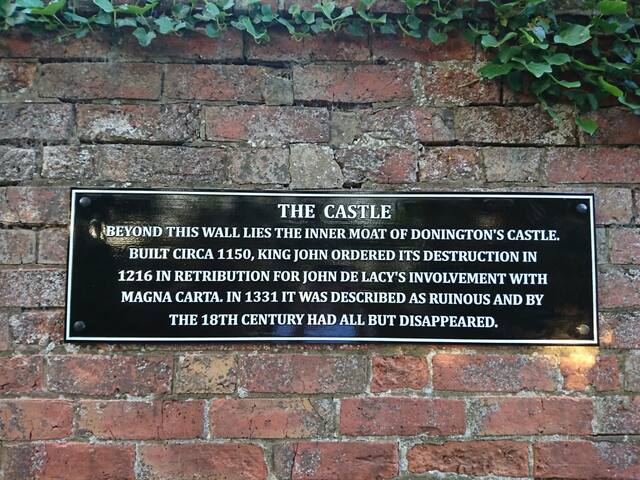 THE CASTLE
BEYOND THIS WALL LIES THE INNER MOAT OF DONINGTON'S CASTLE.
BUILT CIRCA 1150, KING JOHN ORDERED ITS DESTRUCTION IN
1216 IN RETRIBUTION FOR JOHN DE LACY'S INVOLVEMENT WITH
MAGNA CARTA. IN 1331 IT WAS DESCRIBED AS RUINOUS AND BY
THE 18TH CENTURY HAD ALL BUT DISAPPEARED.